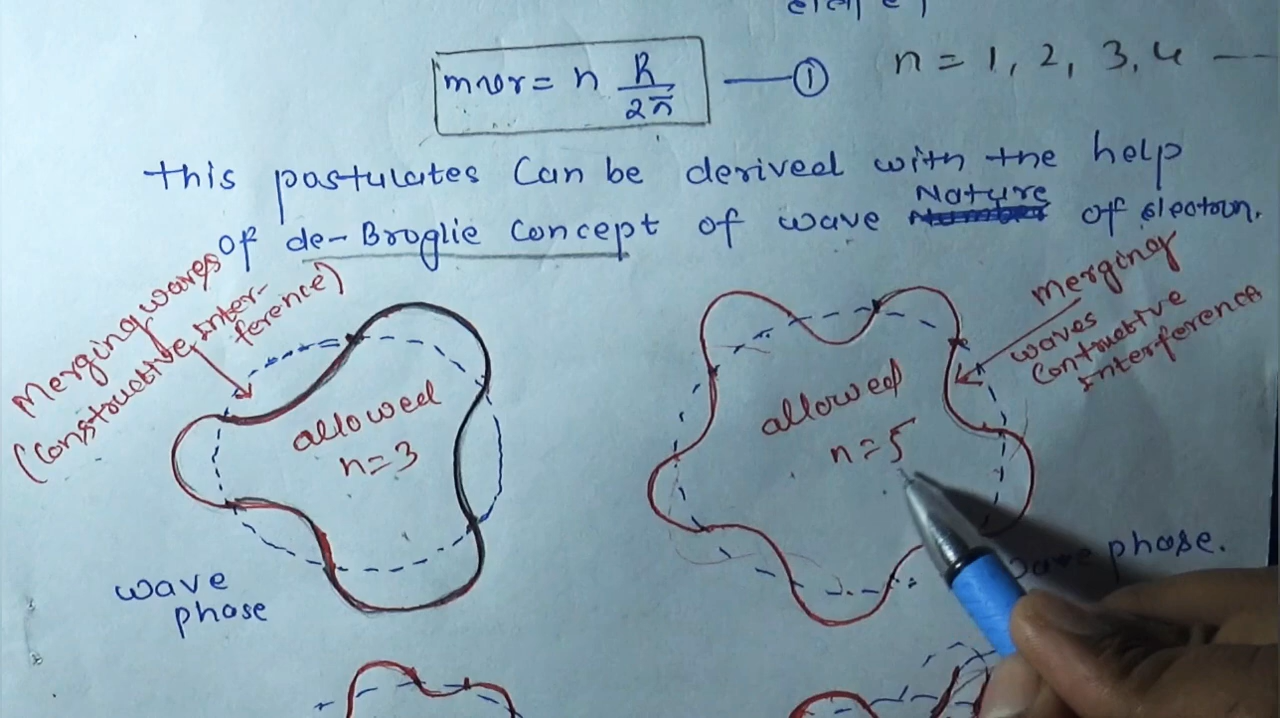 mvr = n h/2π —— ①
n = 1, 2, 3, 4 ---
This pastulates can be derived with the help
of de-Broglie concept of wave Nature of electron.
Merging waves
(constructive inter-
ference)
allowed
n=3
wave
phase
merging
waves
contructive
interference
allowed
n=5
phase.